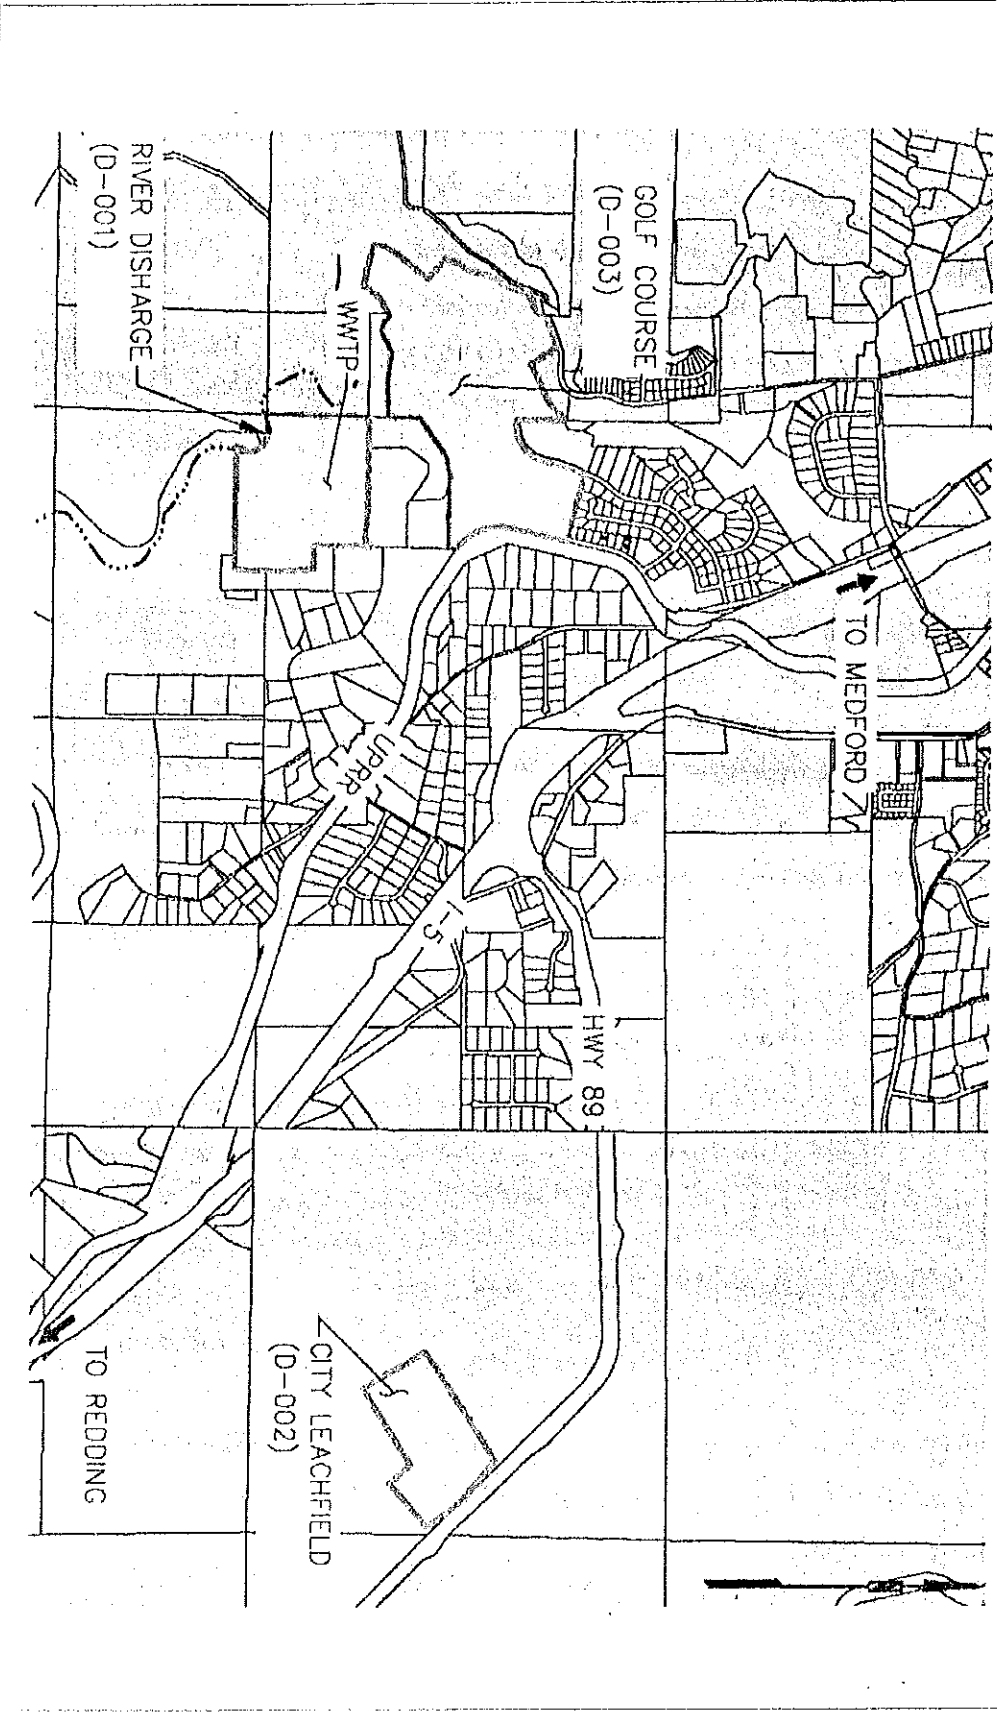 TO MEDFORD
GOLF COURSE
(D-003)
HWY 89
I-5
UPRR
WWTP
CITY LEACHFIELD
(D-002)
RIVER DISHARGE
(D-001)
TO REDDING